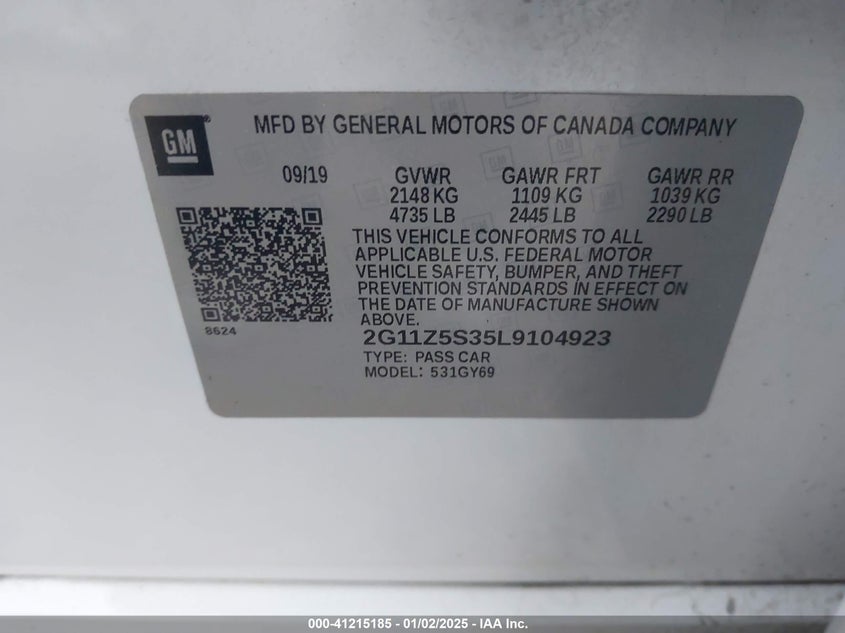 GM
MFD BY GENERAL MOTORS OF CANADA COMPANY
09/19 GVWR GAWR FRT GAWR RR
2148 KG 1109 KG 1039 KG
4735 LB 2445 LB 2290 LB
THIS VEHICLE CONFORMS TO ALL
APPLICABLE U.S. FEDERAL MOTOR
VEHICLE SAFETY, BUMPER, AND THEFT
PREVENTION STANDARDS IN EFFECT ON
THE DATE OF MANUFACTURE SHOWN
ABOVE.
8624
2G11Z5S35L9104923
TYPE: PASS CAR
MODEL: 531GY69
000-41215185 - 01/02/2025 - IAA Inc.